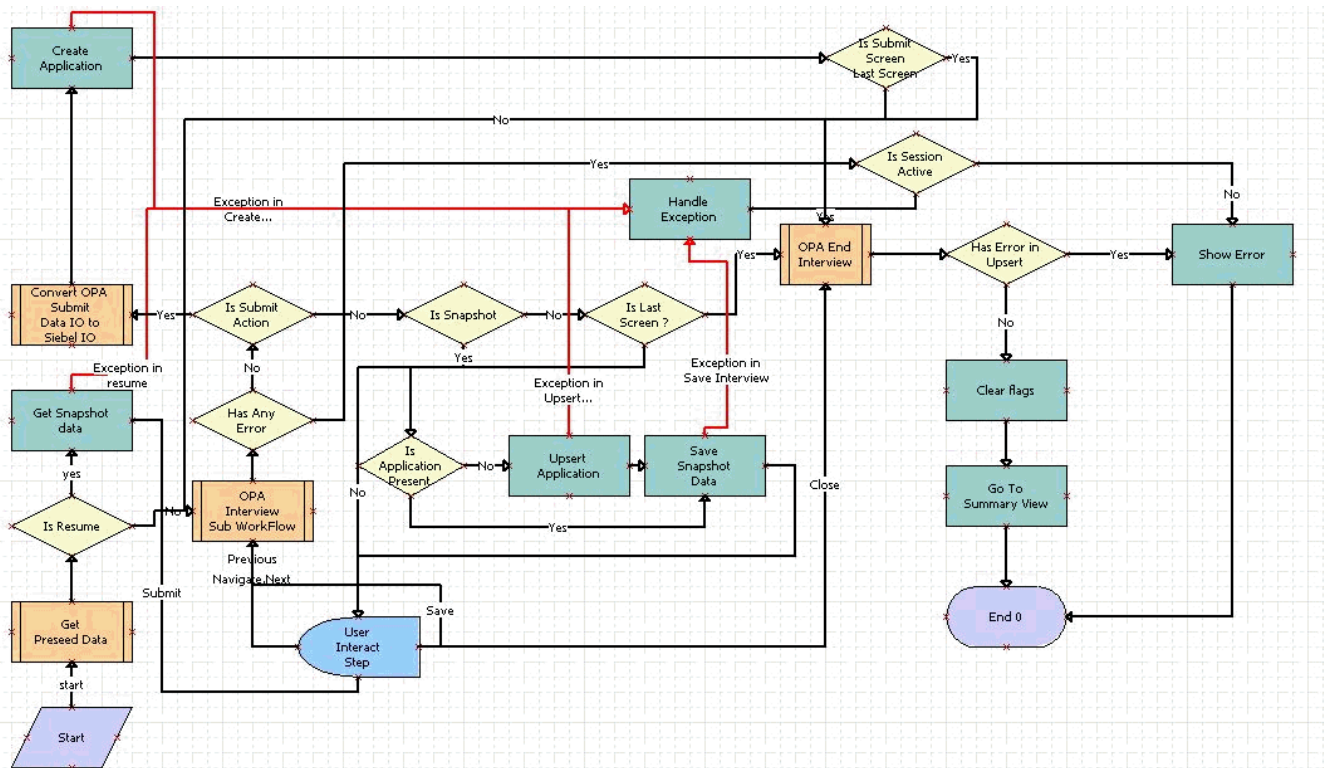 Create
Application
Is Submit
Screen
Last Screen
Yes
No
Is Session
Active
Yes
Exception in
Create...
Handle
Exception
No
Yes
OPA End
Interview
Has Error in
Upsert
Yes
Show Error
Yes
Convert OPA
Submit
Data IO to
Siebel IO
Yes
Is Submit
Action
No
Is Snapshot
No
Is Last
Screen ?
No
Yes
Exception in
resume
No
Exception in
Upsert...
Exception in
Save Interview
Clear flags
Get Snapshot
data
Has Any
Error
Is
Application
Present
No
Upsert
Application
Save
Snapshot
Data
yes
No
Close
Go To
Summary View
Is Resume
No
OPA
Interview
Sub WorkFlow
Yes
Previous
Navigate,Next
Submit
Save
Get
Preseed Data
User
Interact
Step
End 0
start
Start